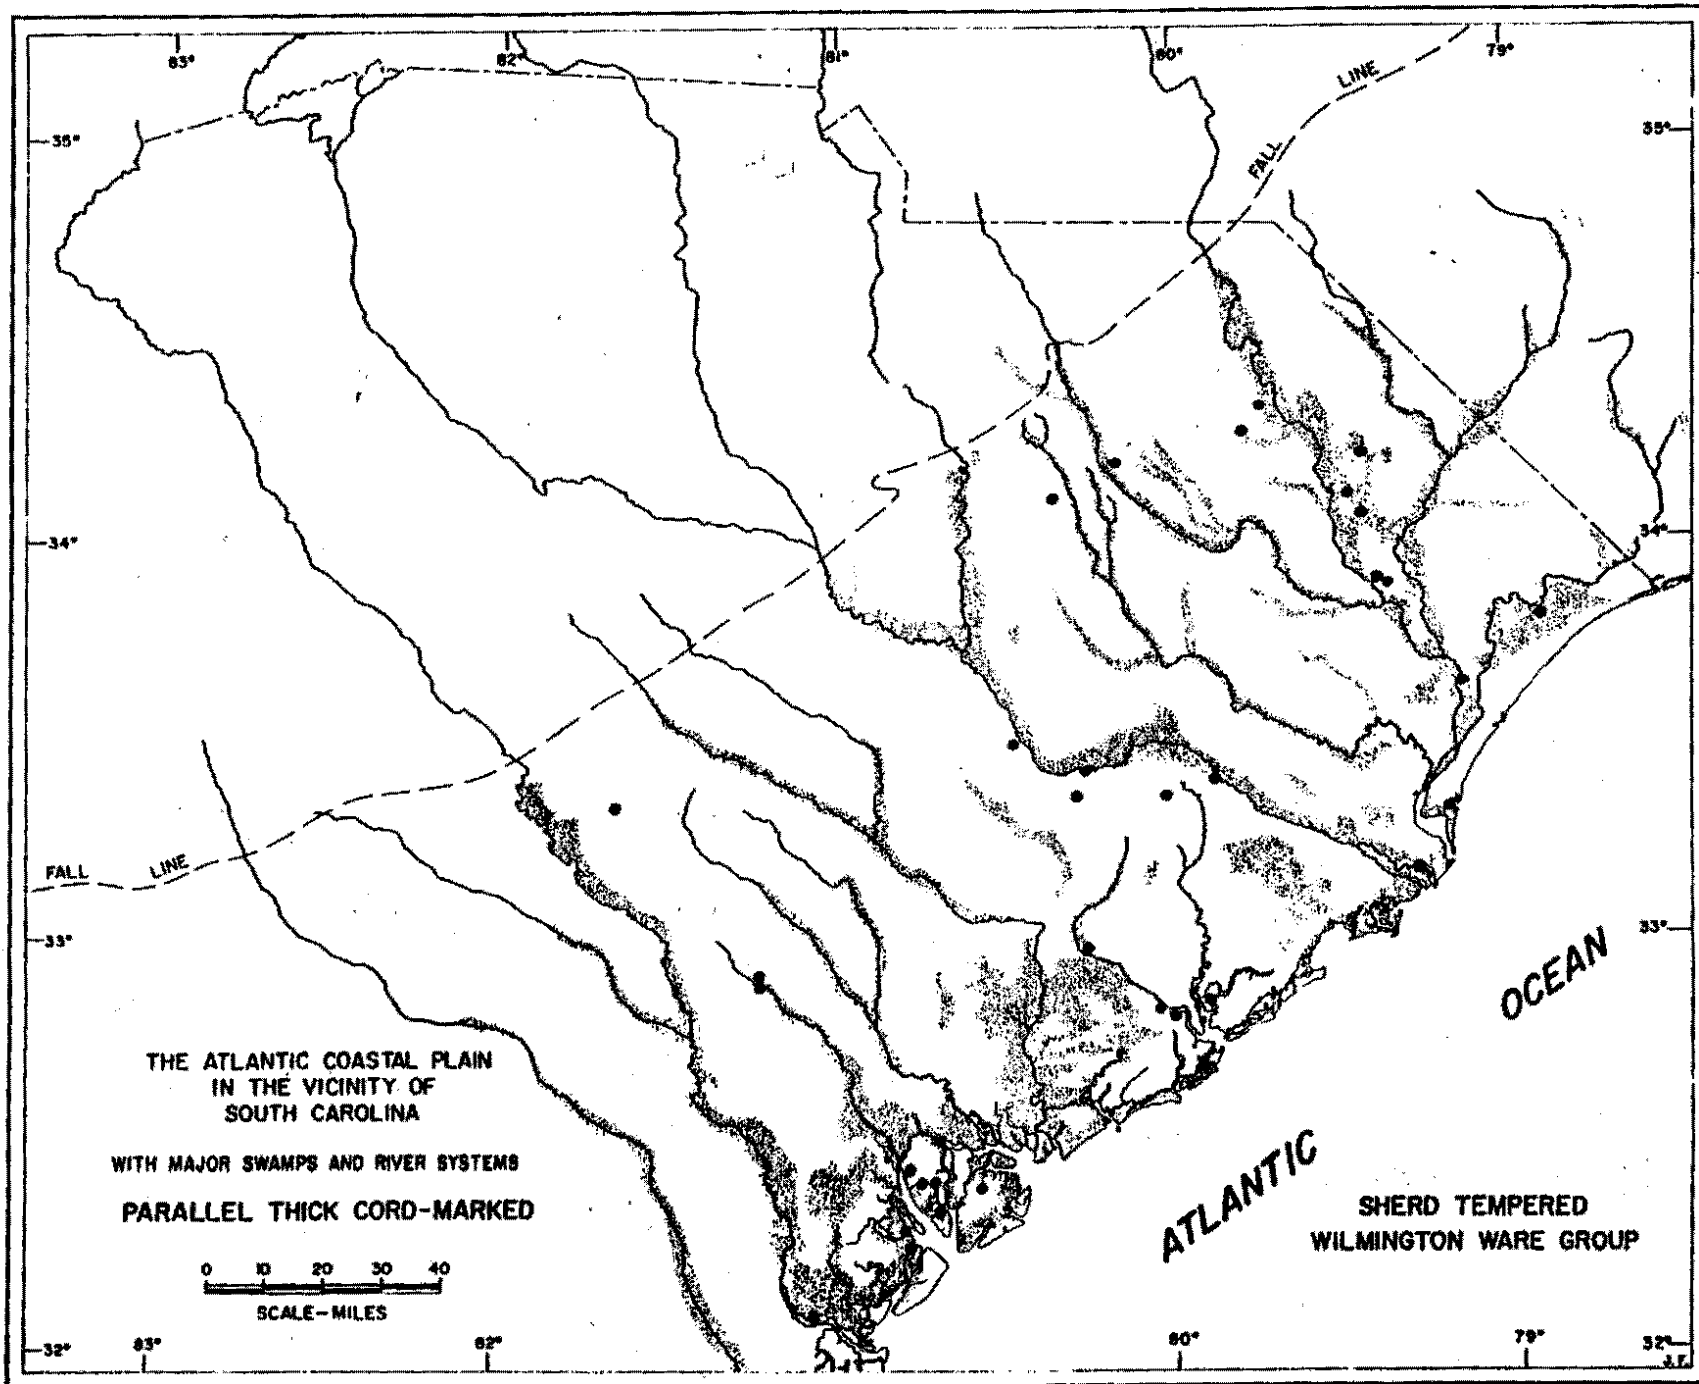 83° 82° 81° 80° 79°
LINE
FALL
35° 35°
34° 34°
FALL LINE
33° 33°
OCEAN
ATLANTIC
THE ATLANTIC COASTAL PLAIN
IN THE VICINITY OF
SOUTH CAROLINA
WITH MAJOR SWAMPS AND RIVER SYSTEMS
PARALLEL THICK CORD-MARKED
0 10 20 30 40
SCALE-MILES
SHERD TEMPERED
WILMINGTON WARE GROUP
32° 83° 82° 80° 79° 32°
J.F.